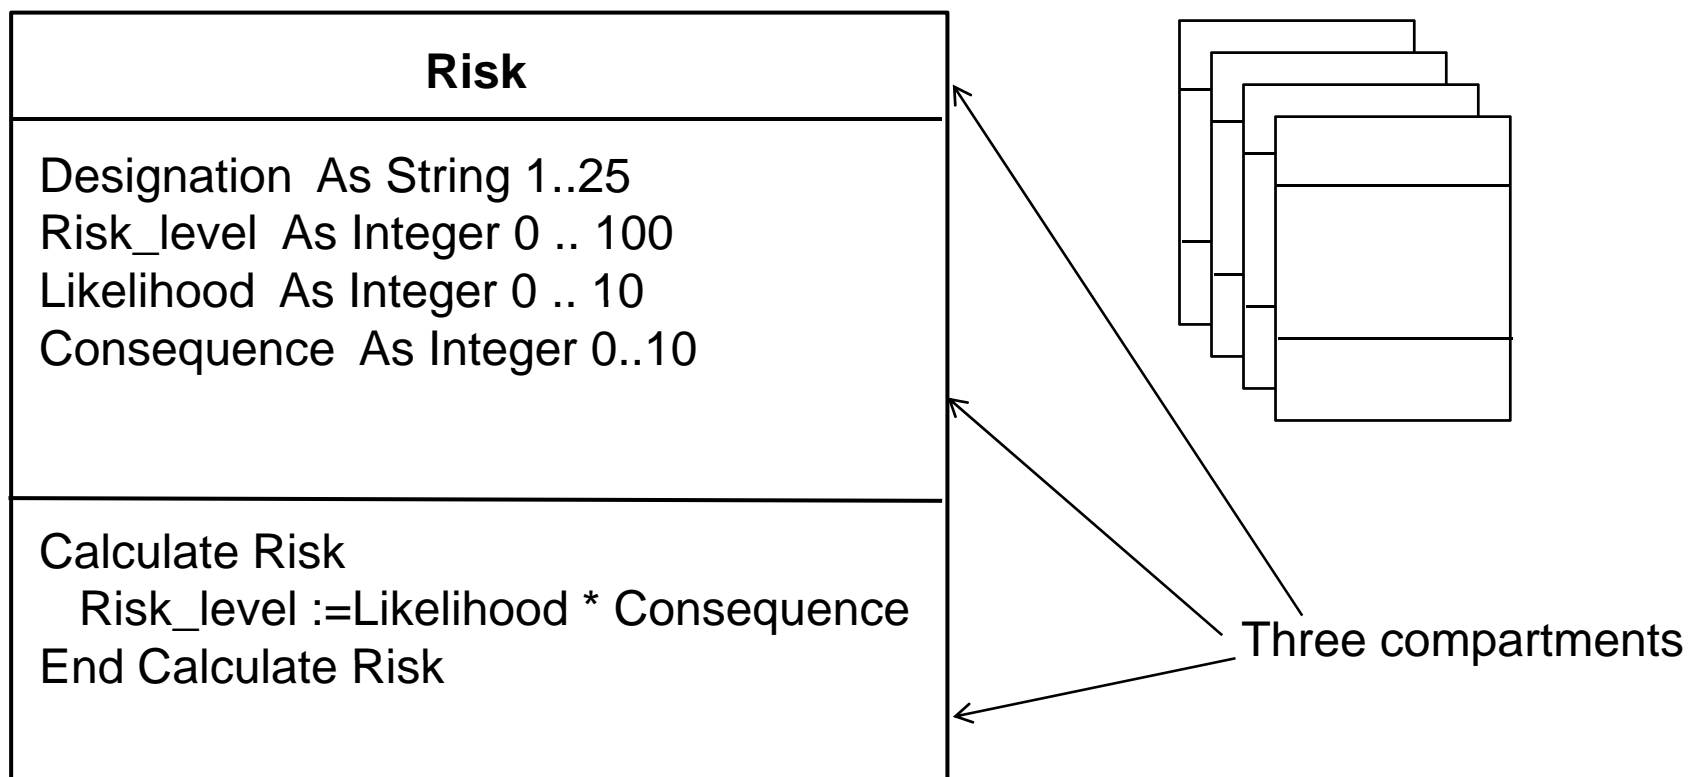 Risk
Designation As String 1..25
Risk_level As Integer 0 .. 100
Likelihood As Integer 0 .. 10
Consequence As Integer 0..10
Calculate Risk
Risk_level :=Likelihood * Consequence
End Calculate Risk
Three compartments